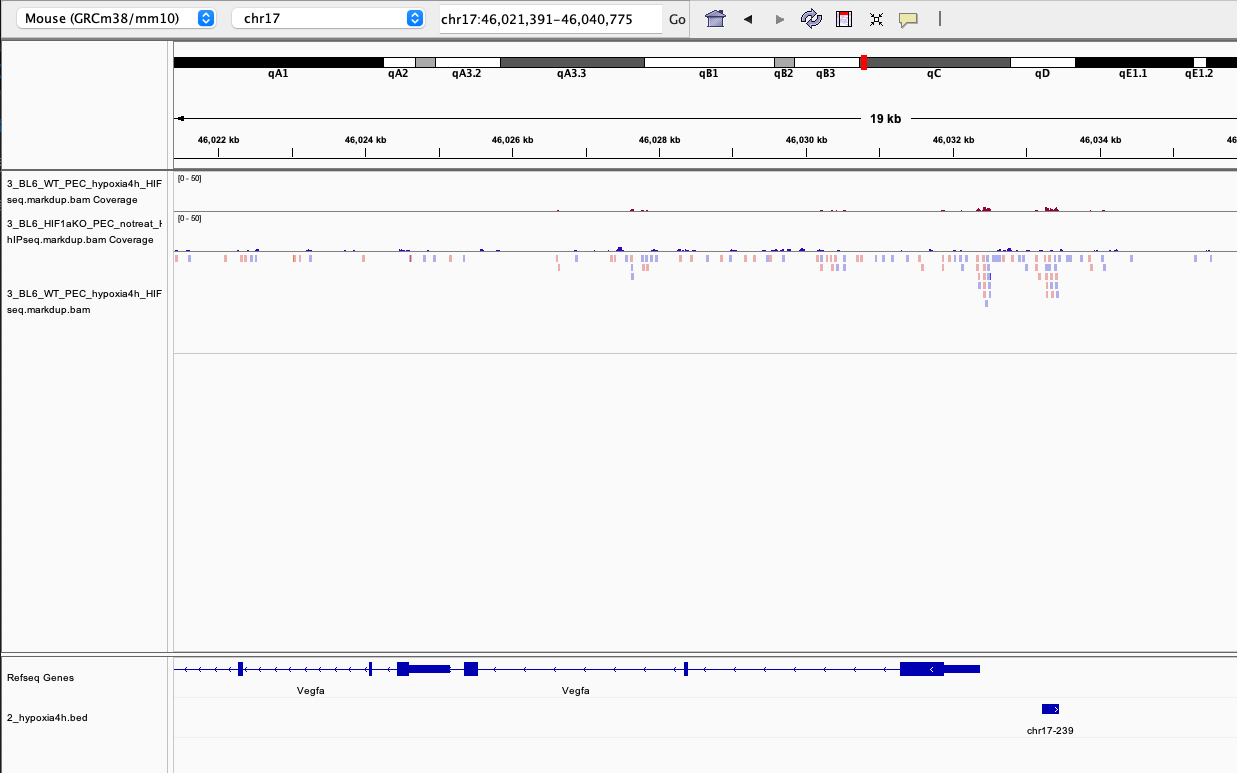 Mouse (GRCm38/mm10) chr17 chr17:46,021,391-46,040,775 Go
qA1 qA2 qA3.2 qA3.3 qB1 qB2 qB3 qC qD qE1.1 qE1.2
19 kb
46,022 kb 46,024 kb 46,026 kb 46,028 kb 46,030 kb 46,032 kb 46,034 kb 46
[0 - 50]
3_BL6_WT_PEC_hypoxia4h_HIF
seq.markdup.bam Coverage
[0 - 50]
3_BL6_HIF1aKO_PEC_notreat_H
hIPseq.markdup.bam Coverage
3_BL6_WT_PEC_hypoxia4h_HIF
seq.markdup.bam
Refseq Genes
Vegfa Vegfa
2_hypoxia4h.bed
chr17-239